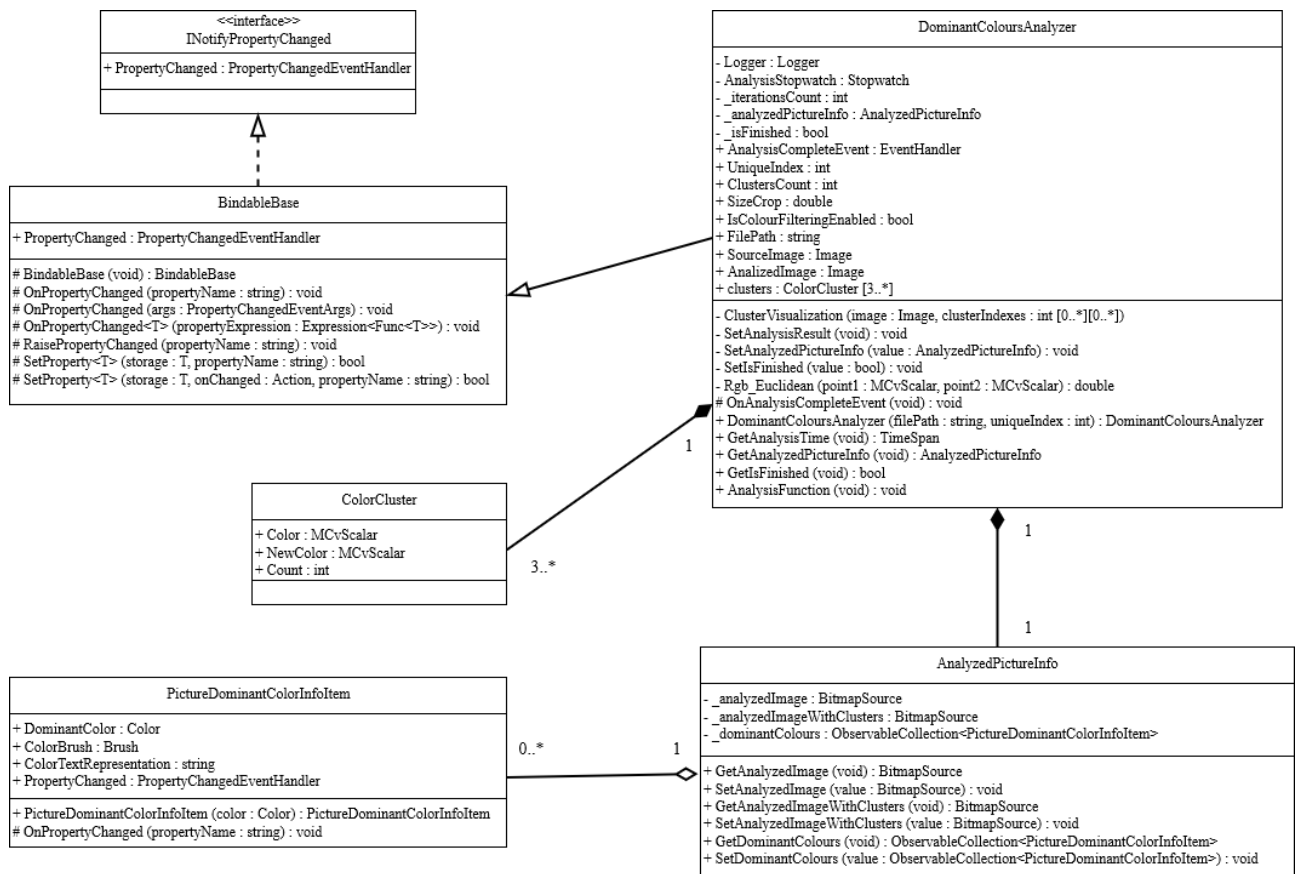 <<interface>>
INotifyPropertyChanged
+ PropertyChanged : PropertyChangedEventHandler
BindableBase
+ PropertyChanged : PropertyChangedEventHandler
# BindableBase (void) : BindableBase
# OnPropertyChanged (propertyName : string) : void
# OnPropertyChanged (args : PropertyChangedEventArgs) : void
# OnPropertyChanged<T> (propertyExpression : Expression<Func<T>>) : void
# RaisePropertyChanged (propertyName : string) : void
# SetProperty<T> (storage : T, propertyName : string) : bool
# SetProperty<T> (storage : T, onChanged : Action, propertyName : string) : bool
DominantColoursAnalyzer
- Logger : Logger
- AnalysisStopwatch : Stopwatch
- _iterationsCount : int
- _analyzedPictureInfo : AnalyzedPictureInfo
- _isFinished : bool
+ AnalysisCompleteEvent : EventHandler
+ UniqueIndex : int
+ ClustersCount : int
+ SizeCrop : double
+ IsColourFilteringEnabled : bool
+ FilePath : string
+ SourceImage : Image
+ AnalizedImage : Image
+ clusters : ColorCluster [3..*]
- ClusterVisualization (image : Image, clusterIndexes : int [0..*][0..*])
- SetAnalysisResult (void) : void
- SetAnalyzedPictureInfo (value : AnalyzedPictureInfo) : void
- SetIsFinished (value : bool) : void
- Rgb_Euclidean (point1 : MCvScalar, point2 : MCvScalar) : double
# OnAnalysisCompleteEvent (void) : void
+ DominantColoursAnalyzer (filePath : string, uniqueIndex : int) : DominantColoursAnalyzer
+ GetAnalysisTime (void) : TimeSpan
+ GetAnalyzedPictureInfo (void) : AnalyzedPictureInfo
+ GetIsFinished (void) : bool
+ AnalysisFunction (void) : void
1
3..*
ColorCluster
+ Color : MCvScalar
+ NewColor : MCvScalar
+ Count : int
1
1
PictureDominantColorInfoItem
+ DominantColor : Color
+ ColorBrush : Brush
+ ColorTextRepresentation : string
+ PropertyChanged : PropertyChangedEventHandler
+ PictureDominantColorInfoItem (color : Color) : PictureDominantColorInfoItem
# OnPropertyChanged (propertyName : string) : void
0..*
1
AnalyzedPictureInfo
- _analyzedImage : BitmapSource
- _analyzedImageWithClusters : BitmapSource
- _dominantColours : ObservableCollection<PictureDominantColorInfoItem>
+ GetAnalyzedImage (void) : BitmapSource
+ SetAnalyzedImage (value : BitmapSource) : void
+ GetAnalyzedImageWithClusters (void) : BitmapSource
+ SetAnalyzedImageWithClusters (value : BitmapSource) : void
+ GetDominantColours (void) : ObservableCollection<PictureDominantColorInfoItem>
+ SetDominantColours (value : ObservableCollection<PictureDominantColorInfoItem>) : void